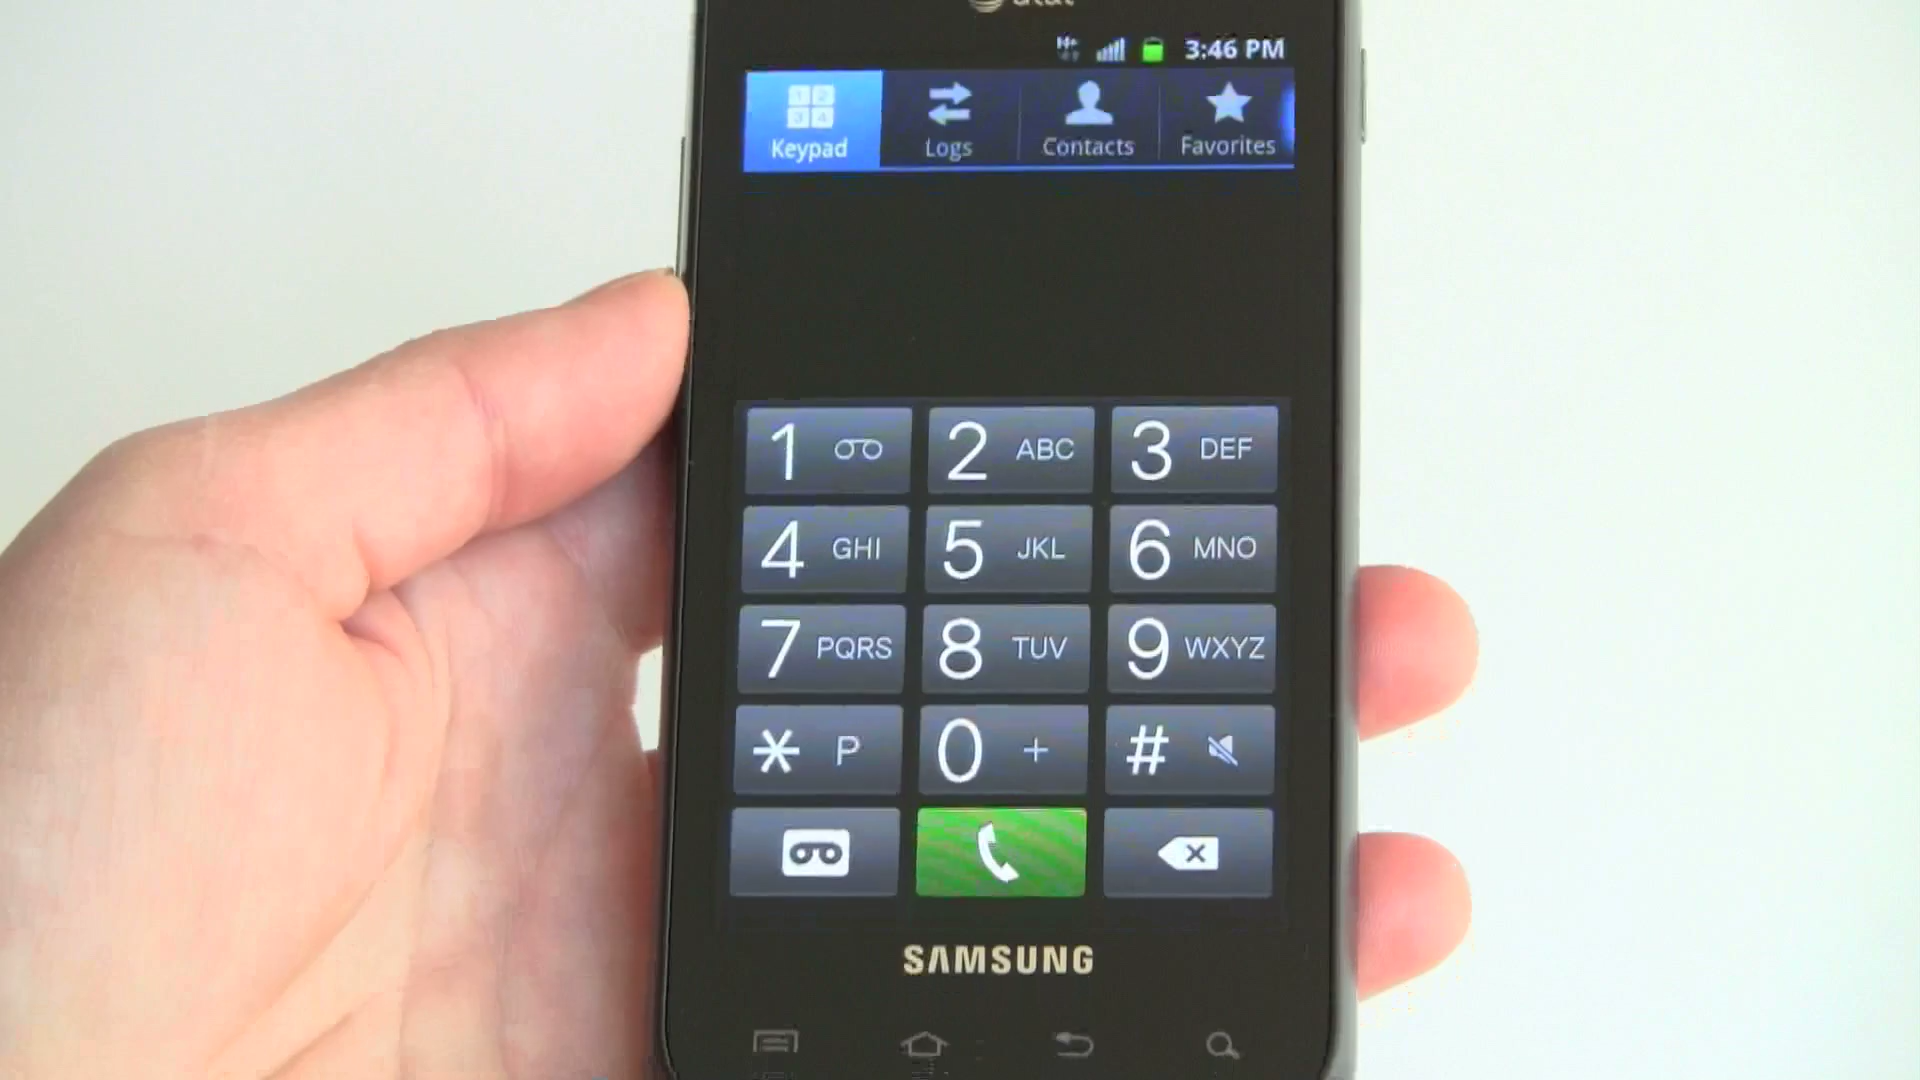 at&t
3:46 PM
Keypad Logs Contacts Favorites
1 2 ABC 3 DEF
4 GHI 5 JKL 6 MNO
7 PQRS 8 TUV 9 WXYZ
* P 0 + #
SAMSUNG